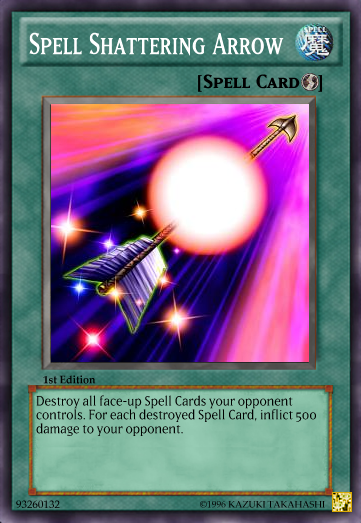 SPELL SHATTERING ARROW
SPELL
魔
[SPELL CARD]
1st Edition
Destroy all face-up Spell Cards your opponent
controls. For each destroyed Spell Card, inflict 500
damage to your opponent.
93260132
©1996 KAZUKI TAKAHASHI